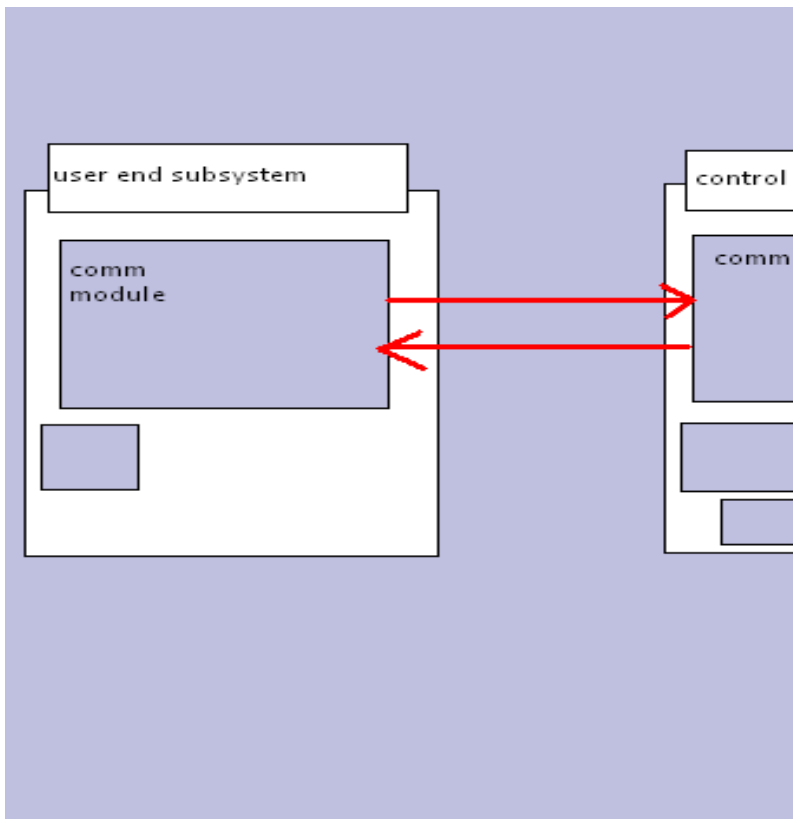 user end subsystem
control
comm
module
comm